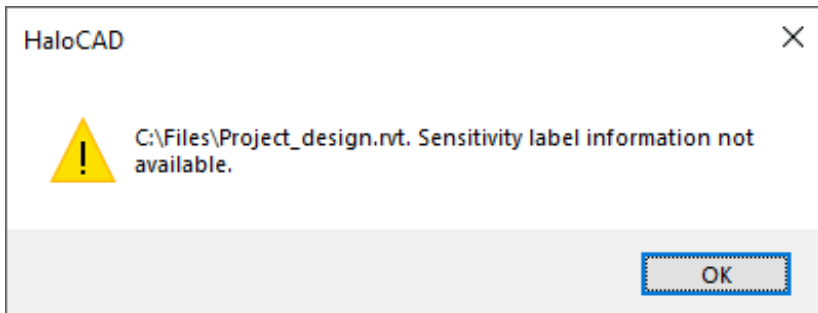 HaloCAD
C:\Files\Project_design.rvt. Sensitivity label information not
available.
OK